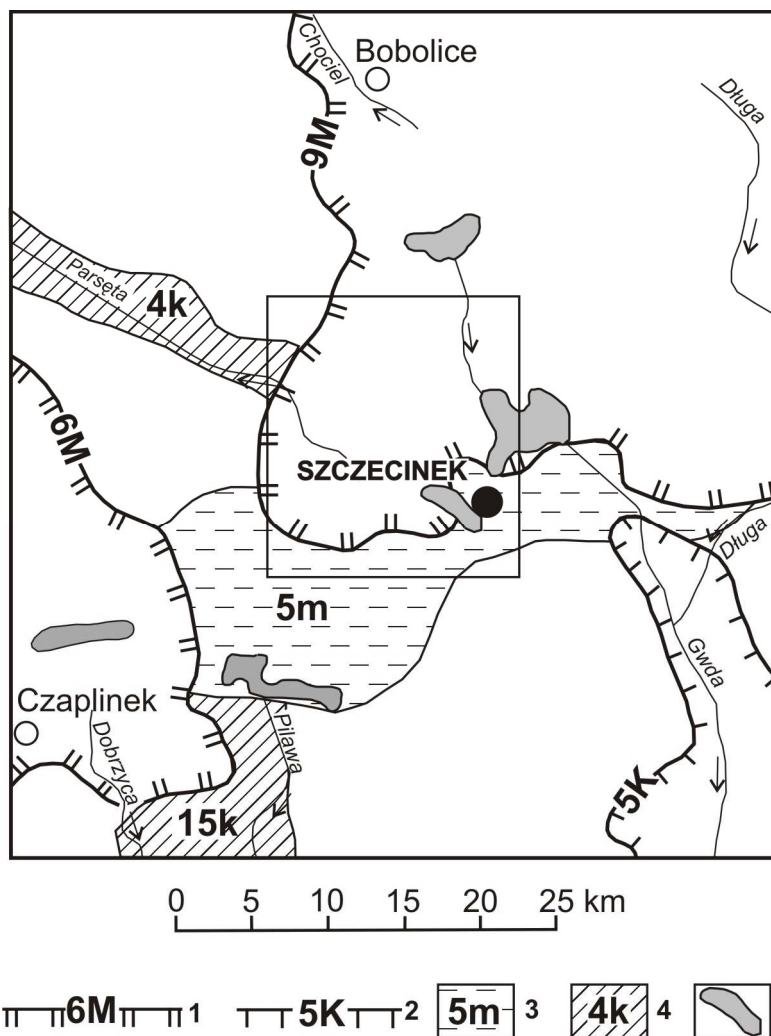 Chociel
Bobolice
Długa
9M
Parsęta
4k
6M
SZCZECINEK
Długa
5m
Gwda
Czaplinek
Dobrzyca
Pilawa
15k
5K
0 5 10 15 20 25 km
6M 1 5K 2 5m 3 4k 4